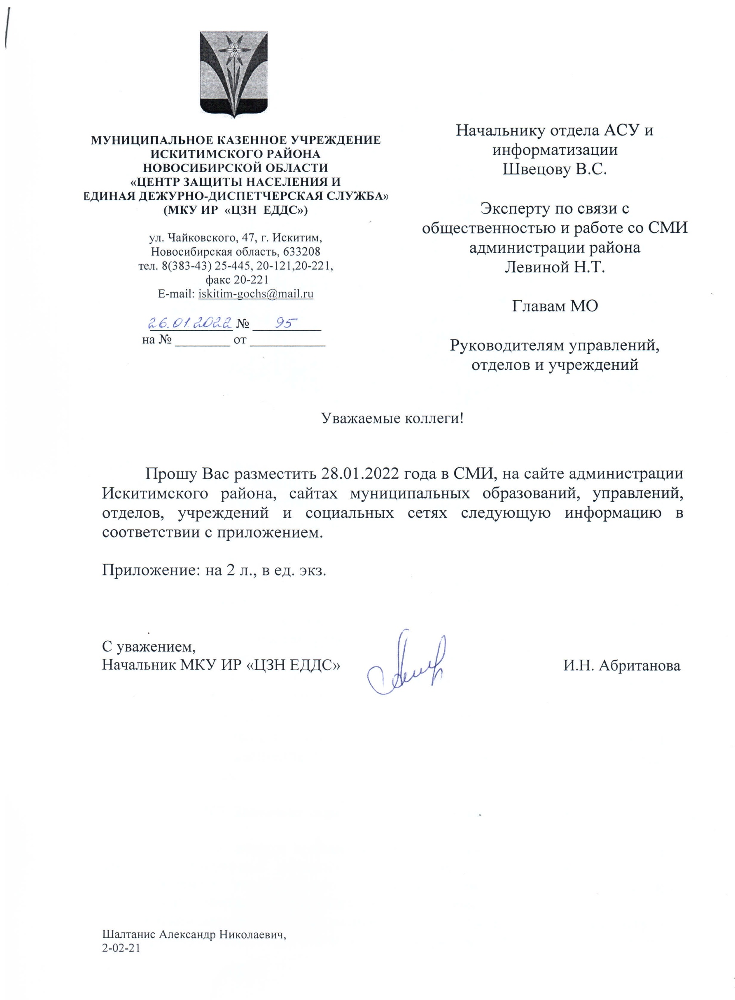 МУНИЦИПАЛЬНОЕ КАЗЕННОЕ УЧРЕЖДЕНИЕ
ИСКИТИМСКОГО РАЙОНА
НОВОСИБИРСКОЙ ОБЛАСТИ
«ЦЕНТР ЗАЩИТЫ НАСЕЛЕНИЯ И
ЕДИНАЯ ДЕЖУРНО-ДИСПЕТЧЕРСКАЯ СЛУЖБА»
(МКУ ИР «ЦЗН ЕДДС»)
ул. Чайковского, 47, г. Искитим,
Новосибирская область, 633208
тел. 8(383-43) 25-445, 20-121,20-221,
факс 20-221
E-mail: iskitim-gochs@mail.ru
26.01.2022 № 95
на № ________ от ________
Начальнику отдела АСУ и
информатизации
Швецову В.С.
Эксперту по связи с
общественностью и работе со СМИ
администрации района
Левиной Н.Т.
Главам МО
Руководителям управлений,
отделов и учреждений
Уважаемые коллеги!
Прошу Вас разместить 28.01.2022 года в СМИ, на сайте администрации
Искитимского района, сайтах муниципальных образований, управлений,
отделов, учреждений и социальных сетях следующую информацию в
соответствии с приложением.
Приложение: на 2 л., в ед. экз.
С уважением,
Начальник МКУ ИР «ЦЗН ЕДДС» И.Н. Абританова
Шалтанис Александр Николаевич,
2-02-21